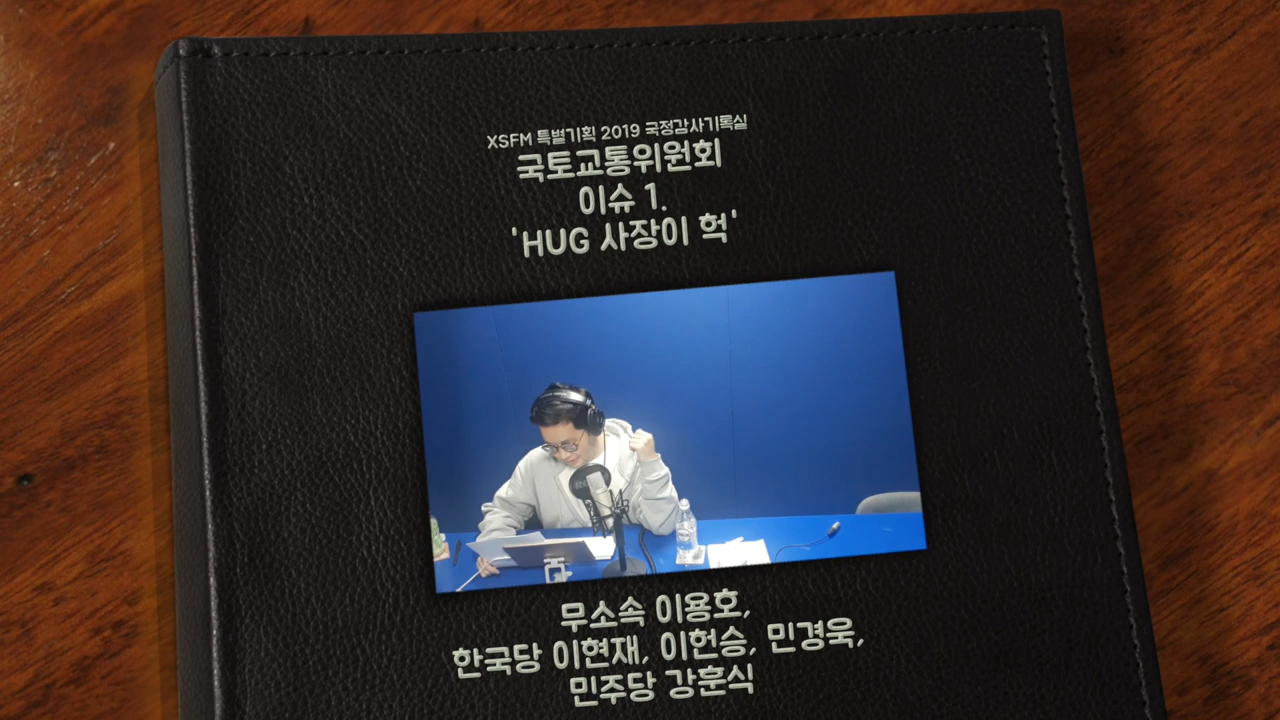 XSFM 특별기획 2019 국정감사기록실
국토교통위원회
이슈 1.
'HUG 사장이 헉'
무소속 이용호,
한국당 이현재, 이헌승, 민경욱,
민주당 강훈식